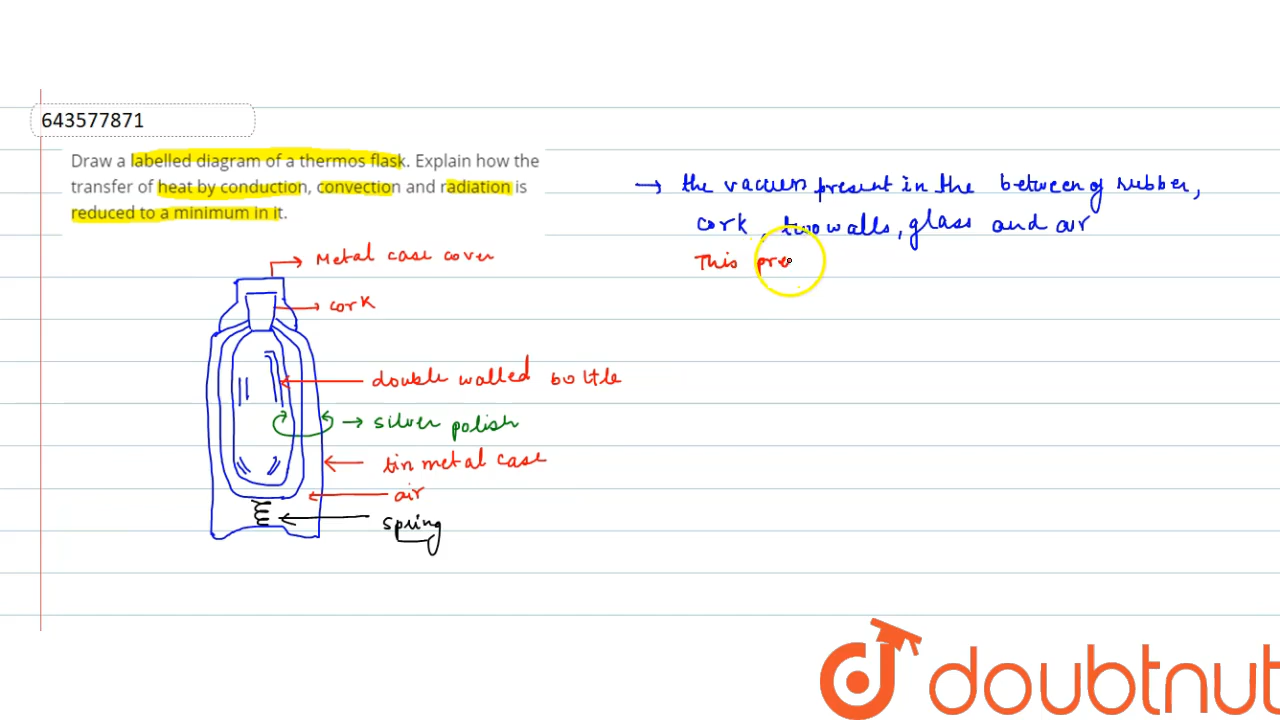 643577871
Draw a labelled diagram of a thermos flask. Explain how the
transfer of heat by conduction, convection and radiation is
reduced to a minimum in it.
→ the vaccum present in the between of rubber,
cork, two walls, glass and air
This pre
Metal case cover
cork
double walled bottle
silver polish
tin metal case
air
spring
doubtnut